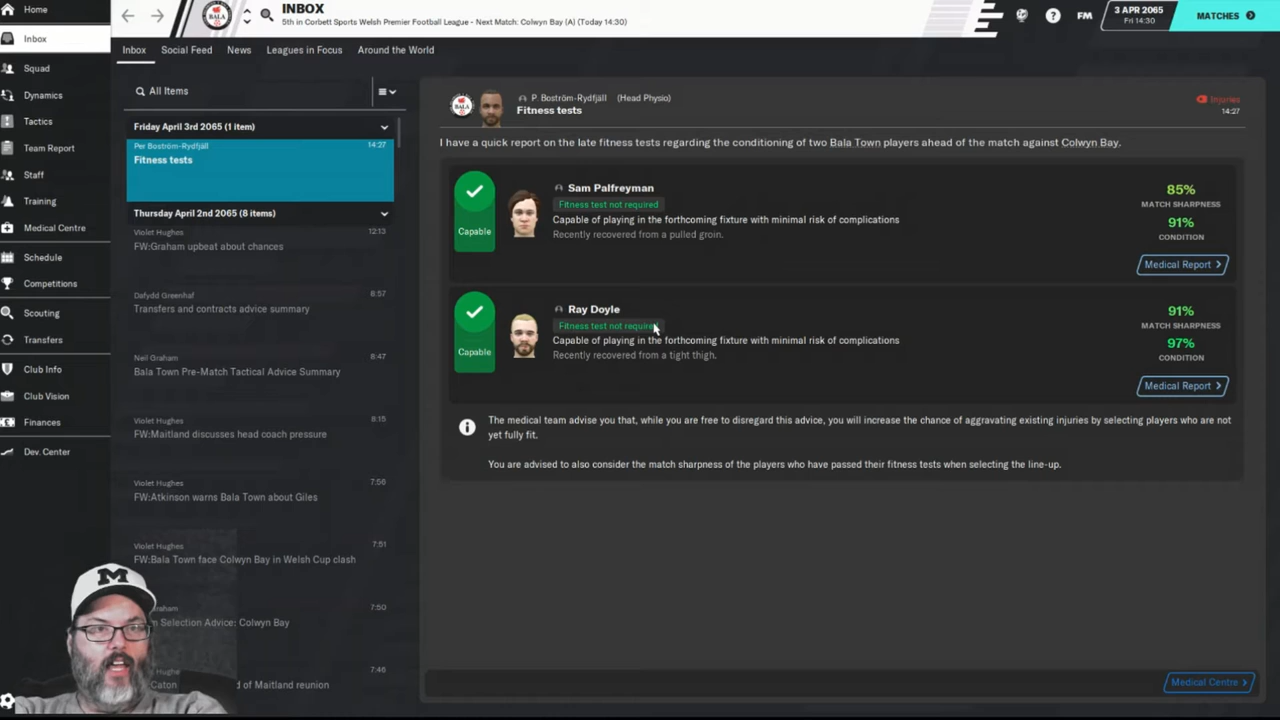 Home
Inbox
Squad
Dynamics
Tactics
Team Report
Staff
Training
Medical Centre
Schedule
Competitions
Scouting
Transfers
Club Info
Club Vision
Finances
Dev. Center
BALA
INBOX
5th in Corbett Sports Welsh Premier Football League - Next Match: Colwyn Bay (A) (Today 14:30)
FM
3 APR 2065
Fri 14:30
MATCHES
Inbox
Social Feed
News
Leagues in Focus
Around the World
All Items
Friday April 3rd 2065 (1 item)
Per Boström-Rydfjäll
14:27
Fitness tests
Thursday April 2nd 2065 (8 items)
Violet Hughes
12:13
FW:Graham upbeat about chances
Dafydd Greenhaf
8:57
Transfers and contracts advice summary
Neil Graham
8:47
Bala Town Pre-Match Tactical Advice Summary
Violet Hughes
8:15
FW:Maitland discusses head coach pressure
Violet Hughes
7:56
FW:Atkinson warns Bala Town about Giles
Violet Hughes
7:51
FW:Bala Town face Colwyn Bay in Welsh Cup clash
7:50
Selection Advice: Colwyn Bay
7:46
Caton
of Maitland reunion
P. Boström-Rydfjäll (Head Physio)
Fitness tests
Injuries
14:27
I have a quick report on the late fitness tests regarding the conditioning of two Bala Town players ahead of the match against Colwyn Bay.
Capable
Sam Palfreyman
Fitness test not required
Capable of playing in the forthcoming fixture with minimal risk of complications
Recently recovered from a pulled groin.
85%
MATCH SHARPNESS
91%
CONDITION
Medical Report
Capable
Ray Doyle
Fitness test not required
Capable of playing in the forthcoming fixture with minimal risk of complications
Recently recovered from a tight thigh.
91%
MATCH SHARPNESS
97%
CONDITION
Medical Report
The medical team advise you that, while you are free to disregard this advice, you will increase the chance of aggravating existing injuries by selecting players who are not
yet fully fit.
You are advised to also consider the match sharpness of the players who have passed their fitness tests when selecting the line-up.
Medical Centre
M